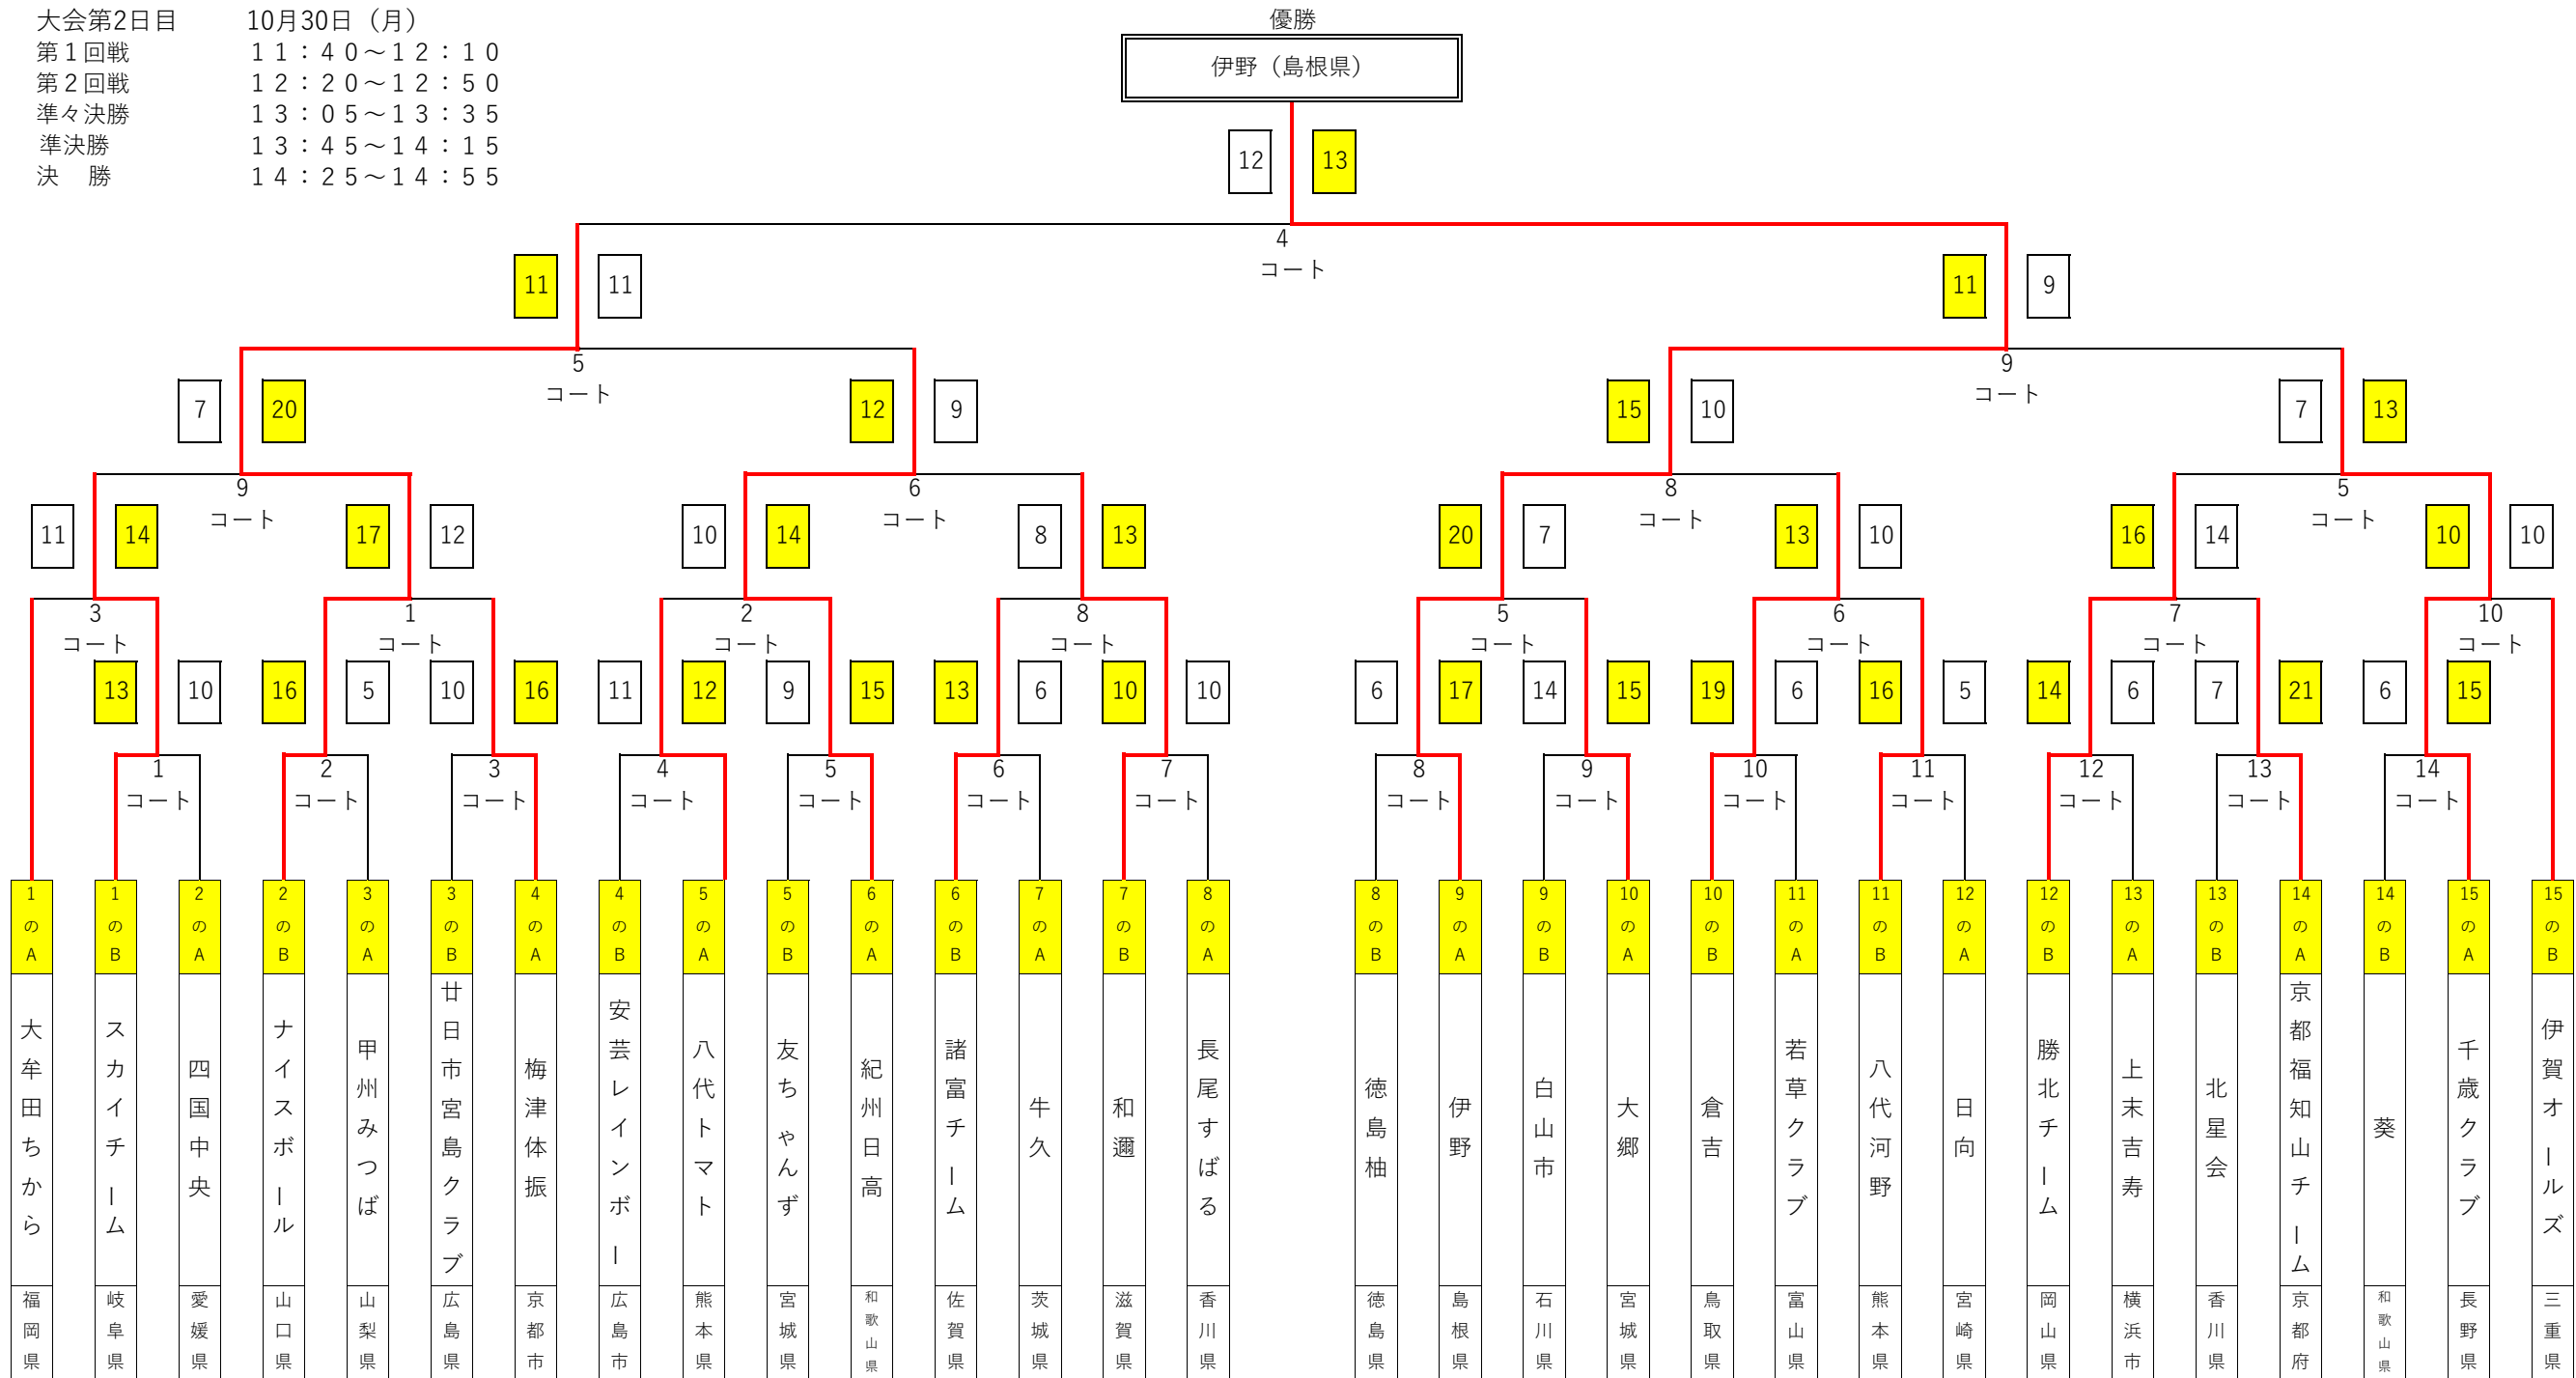 大会第2日目 10月30日（月）
第１回戦 １１：４０～１２：１０
第２回戦 １２：２０～１２：５０
準々決勝 １３：０５～１３：３５
準決勝 １３：４５～１４：１５
決　勝 １４：２５～１４：５５
優勝
伊野（島根県）
12 13
4
コート
11 11 11 9
5 9
コート コート
7 20 12 9 15 10 7 13
9 6 8 5
コート コート コート コート
11 14 17 12 10 14 8 13 20 7 13 10 16 14 10 10
3 1 2 8 5 6 7 10
コート コート コート コート コート コート コート コート
13 10 16 5 10 16 11 12 9 15 13 6 10 10 6 17 14 15 19 6 16 5 14 6 7 21 6 15
1 2 3 4 5 6 7 8 9 10 11 12 13 14
コート コート コート コート コート コート コート コート コート コート コート コート コート コート
1のA 1のB 2のA 2のB 3のA 3のB 4のA 4のB 5のA 5のB 6のA 6のB 7のA 7のB 8のA 8のB 9のA 9のB 10のA 10のB 11のA 11のB 12のA 12のB 13のA 13のB 14のA 14のB 15のA 15のB
大牟田ちから スカイチーム 四国中央 ナイスボール 甲州みつば 廿日市宮島クラブ 梅津体振 安芸レインボー 八代トマト 友ちゃんず 紀州日高 諸富チーム 牛久 和邇 長尾すばる 徳島柚 伊野 白山市 大郷 倉吉 若草クラブ 八代河野 日向 勝北チーム 上末吉寿 北星会 京都福知山チーム 葵 千歳クラブ 伊賀オールズ
福岡県 岐阜県 愛媛県 山口県 山梨県 広島県 京都市 広島市 熊本県 宮城県 和歌山県 佐賀県 茨城県 滋賀県 香川県 徳島県 島根県 石川県 宮城県 鳥取県 富山県 熊本県 宮崎県 岡山県 横浜市 香川県 京都府 和歌山県 長野県 三重県